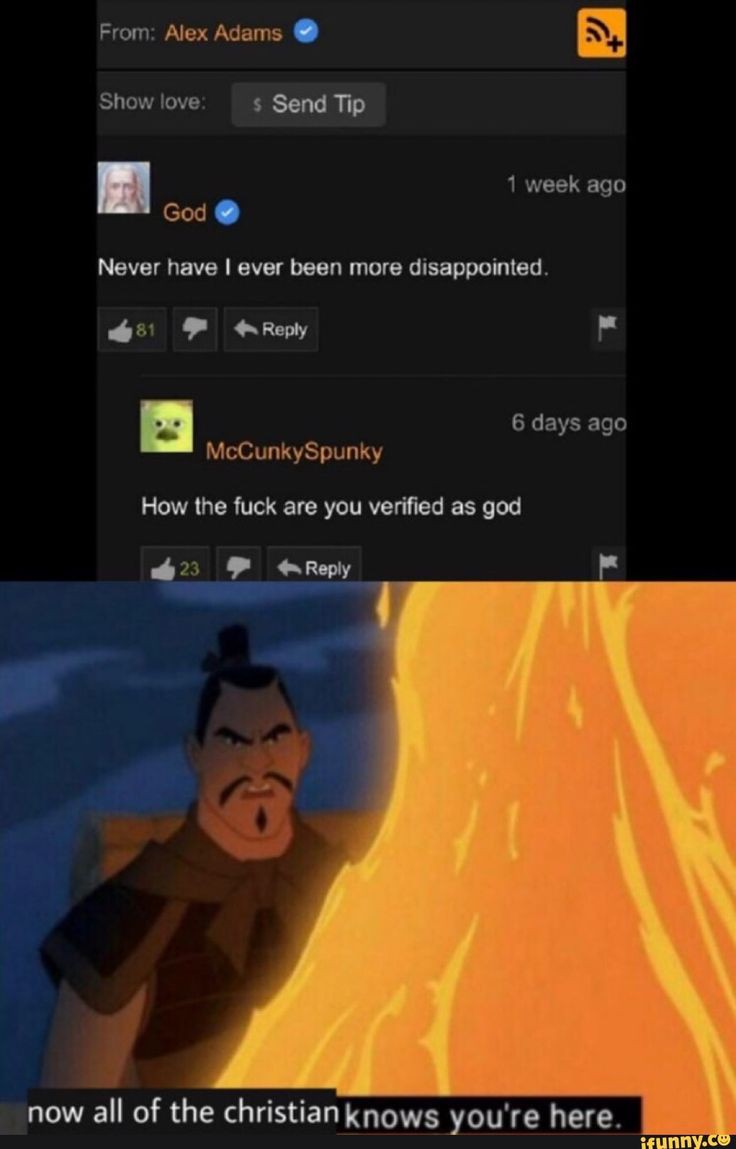 From: Alex Adams
Show love: $ Send Tip
1 week ago
God
Never have I ever been more disappointed.
81 Reply
6 days ago
McCunkySpunky
How the fuck are you verified as god
23 Reply
now all of the christian knows you're here.
ifunny.co